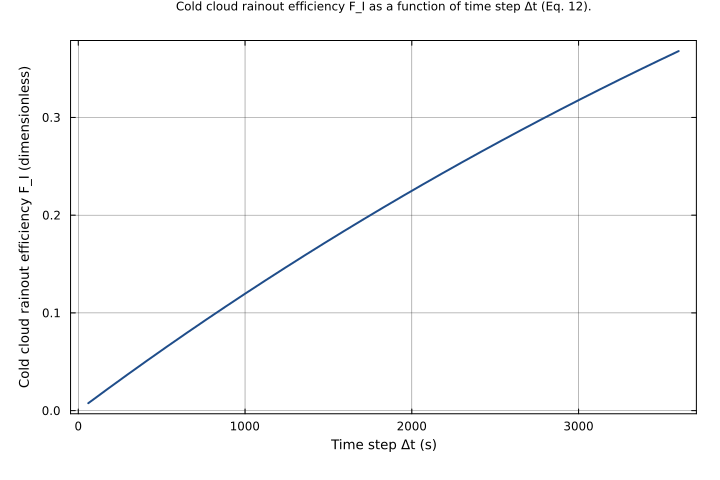 Cold cloud rainout efficiency F_I as a function of time step Δt (Eq. 12).
Cold cloud rainout efficiency F_I (dimensionless)
0.3
0.2
0.1
0.0
0 1000 2000 3000
Time step Δt (s)